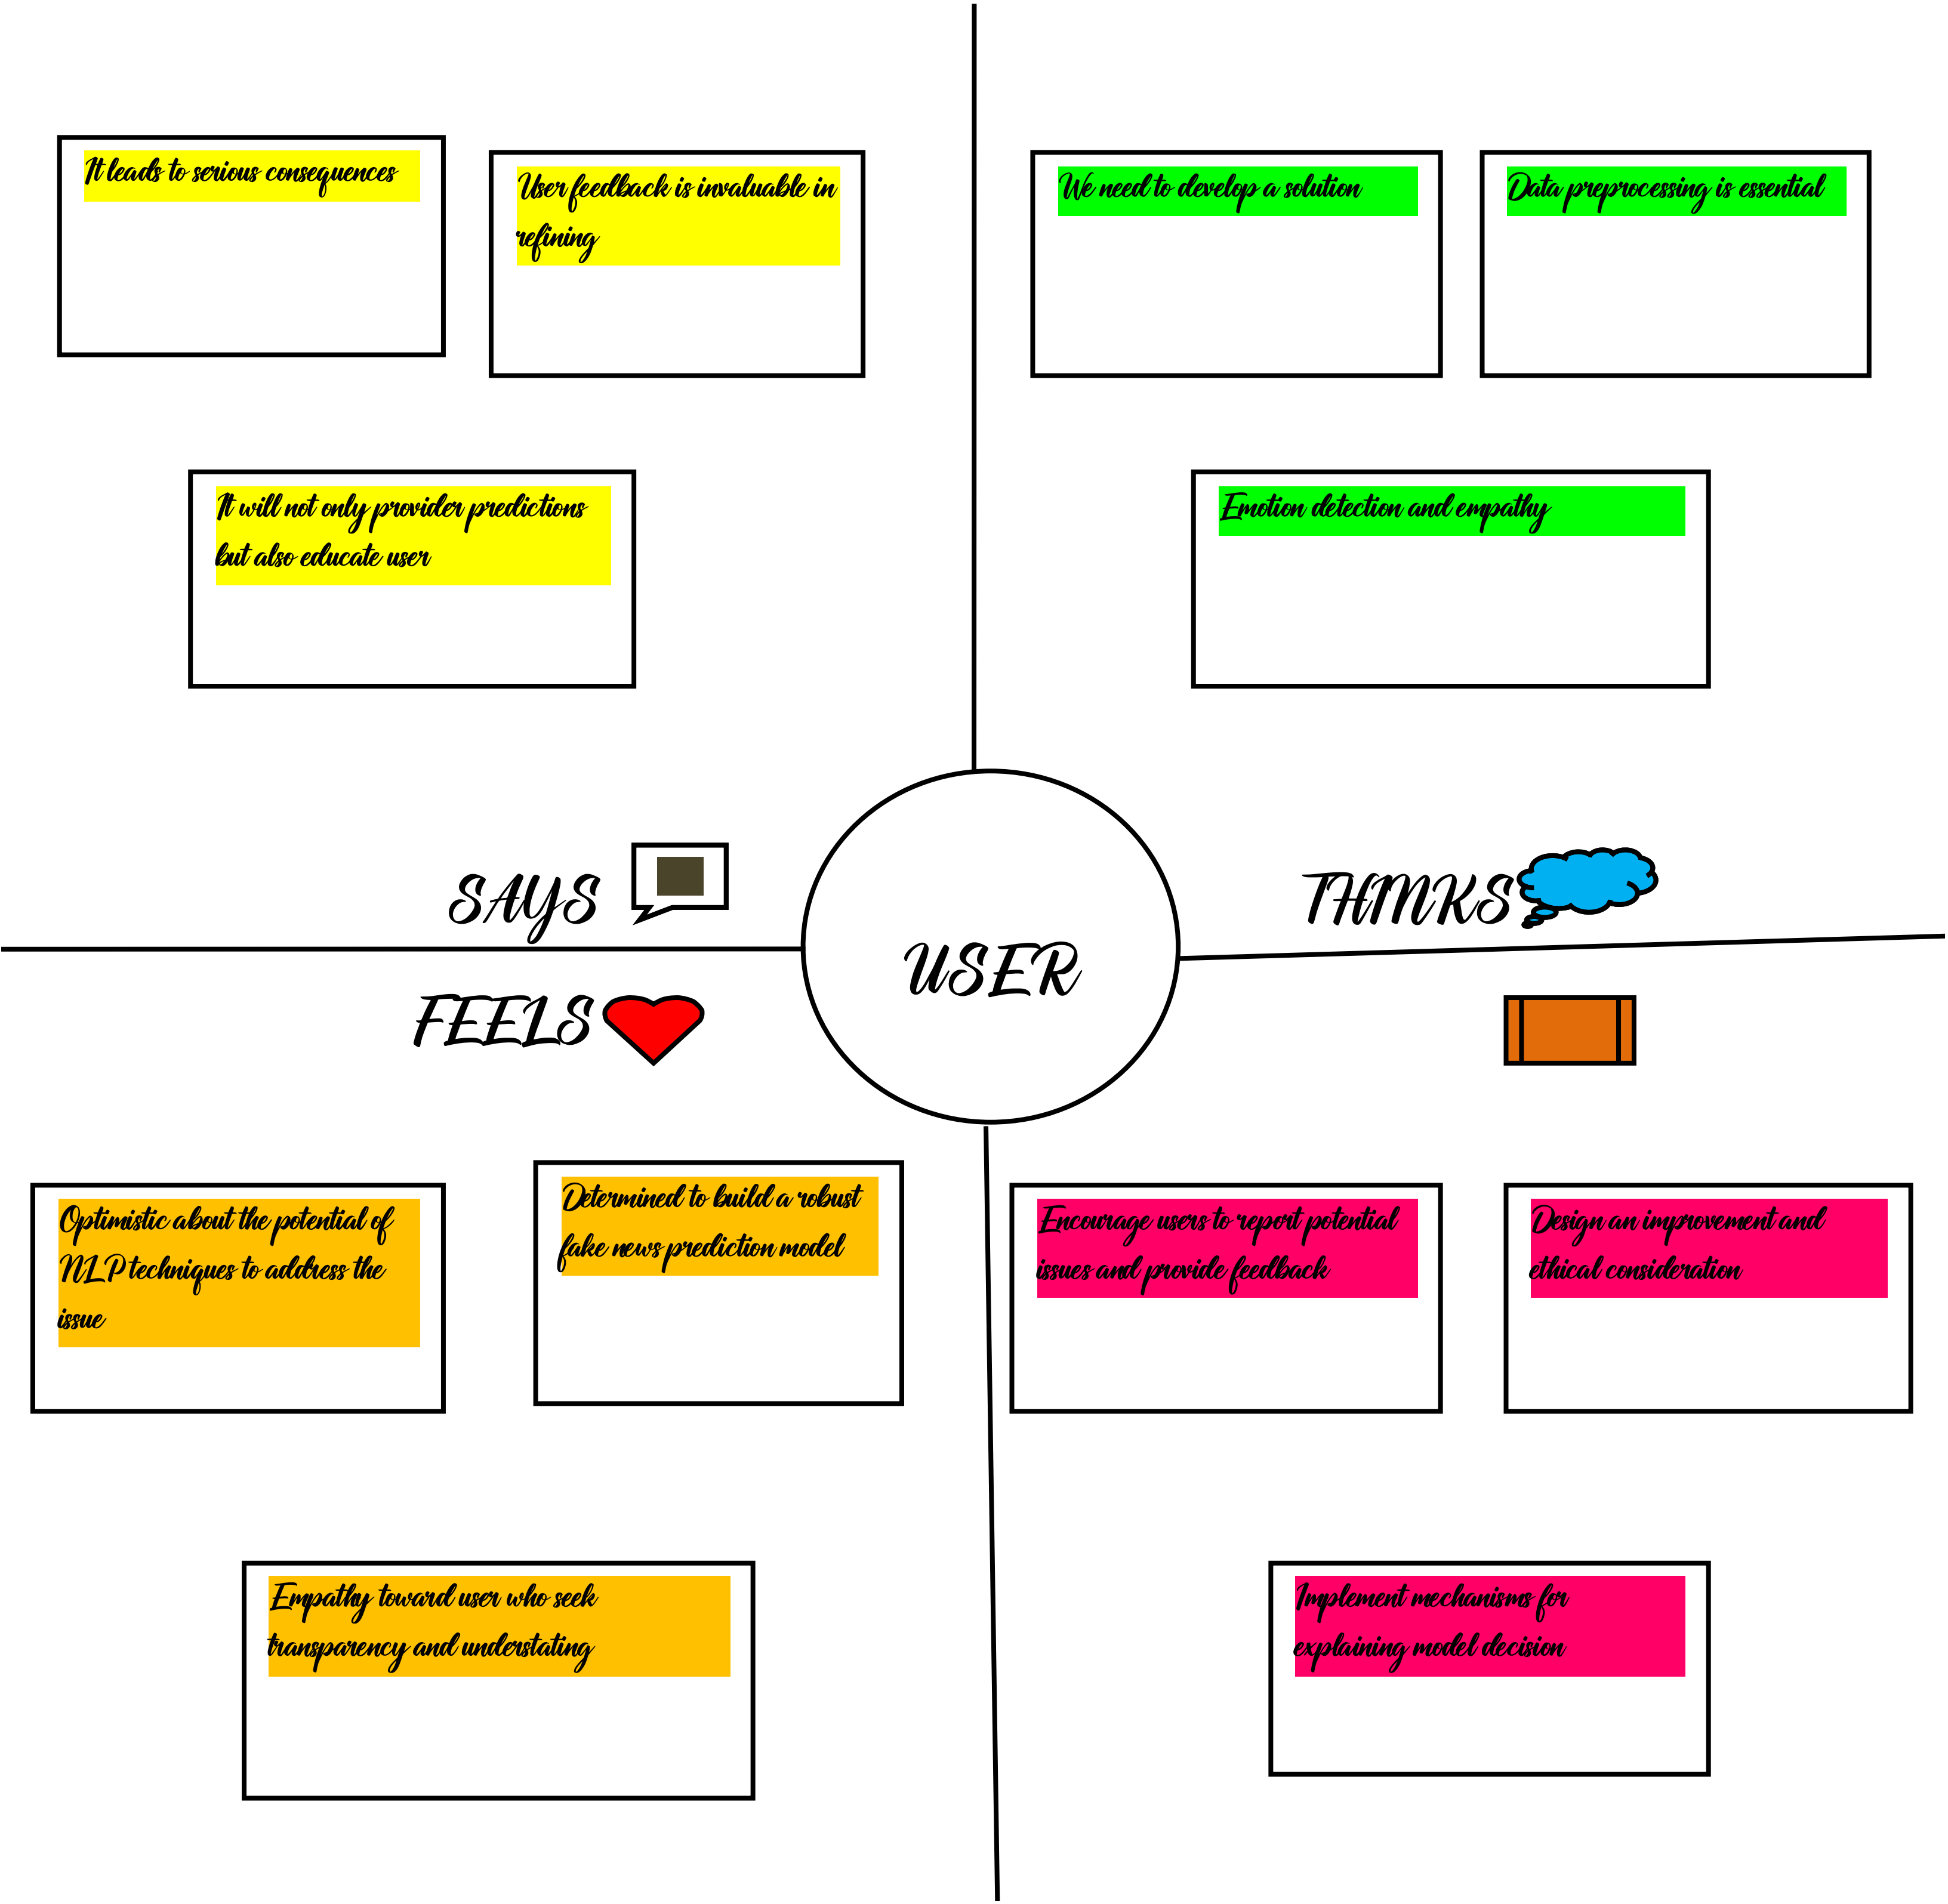 It leads to serious consequences
User feedback is invaluable in
refining
It will not only provider predictions
but also educate user
We need to develop a solution
Data preprocessing is essential
Emotion detection and empathy
SAYS
THINKS
USER
FEELS
Optimistic about the potential of
NLP techniques to address the
issue
Determined to build a robust
fake news prediction model
Empathy toward user who seek
transparency and understating
Encourage users to report potential
issues and provide feedback
Design an improvement and
ethical consideration
Implement mechanisms for
explaining model decision